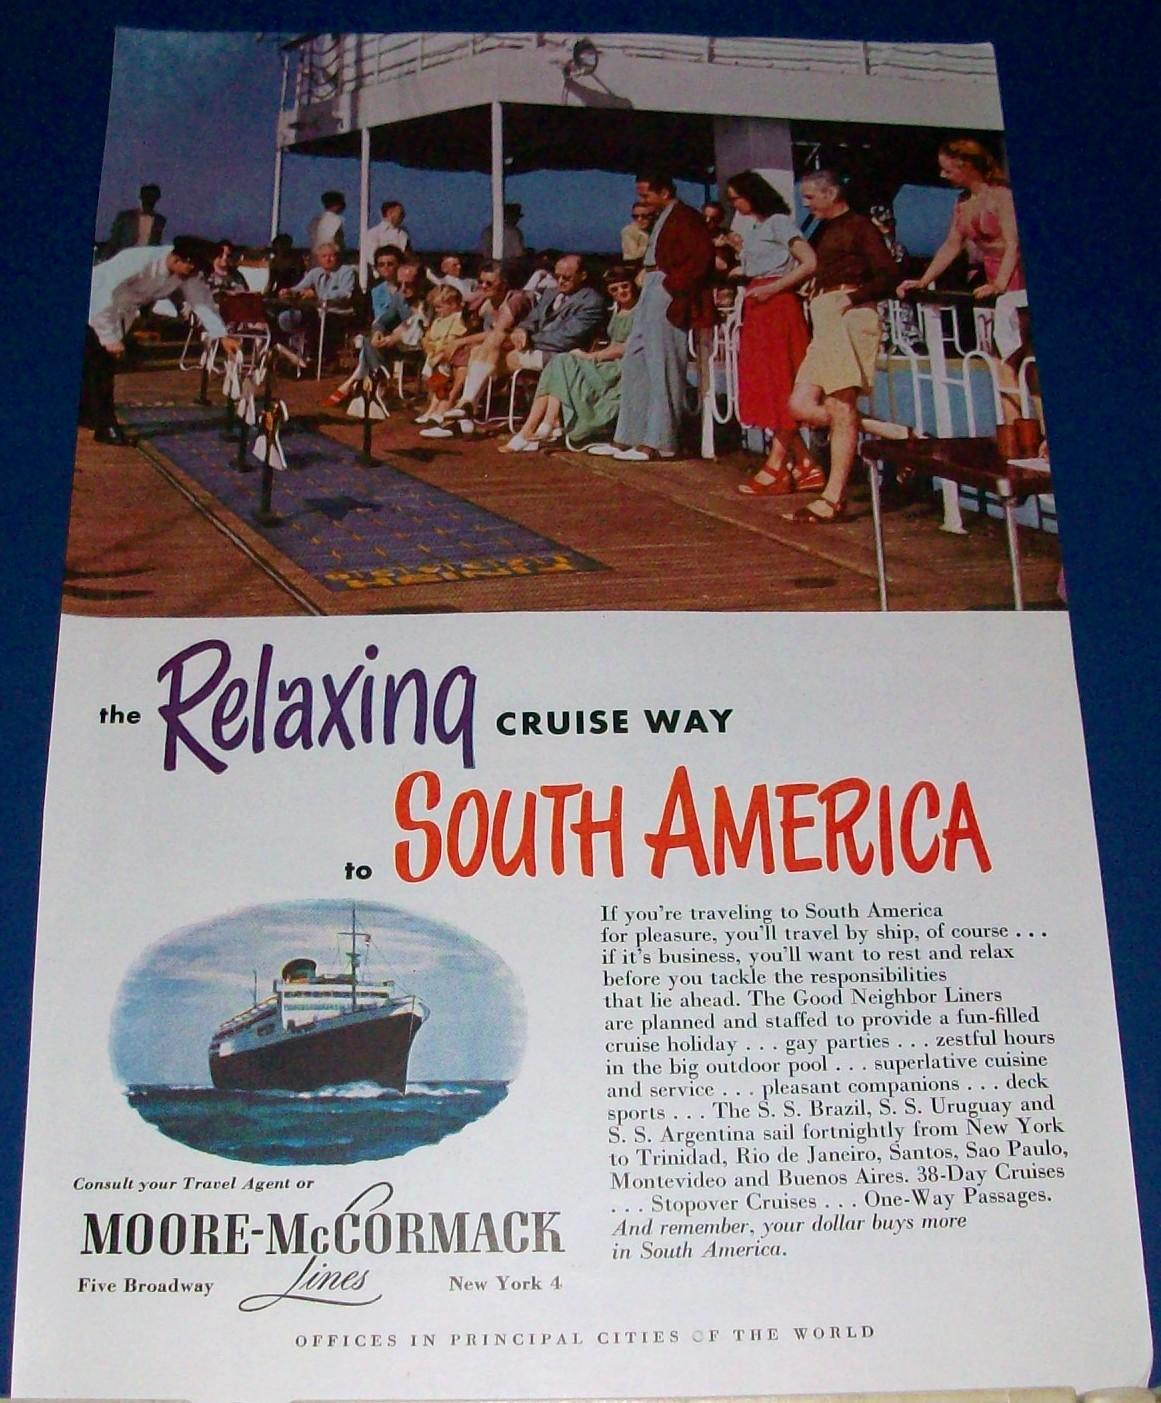 the Relaxing CRUISE WAY
to SOUTH AMERICA
If you're traveling to South America
for pleasure, you'll travel by ship, of course . . .
if it's business, you'll want to rest and relax
before you tackle the responsibilities
that lie ahead. The Good Neighbor Liners
are planned and staffed to provide a fun-filled
cruise holiday . . . gay parties . . . zestful hours
in the big outdoor pool . . . superlative cuisine
and service . . . pleasant companions . . . deck
sports . . . The S. S. Brazil, S. S. Uruguay and
S. S. Argentina sail fortnightly from New York
to Trinidad, Rio de Janeiro, Santos, Sao Paulo,
Montevideo and Buenos Aires. 38-Day Cruises
. . . Stopover Cruises . . . One-Way Passages.
And remember, your dollar buys more
in South America.
Consult your Travel Agent or
MOORE-McCORMACK
Lines
Five Broadway New York 4
OFFICES IN PRINCIPAL CITIES OF THE WORLD